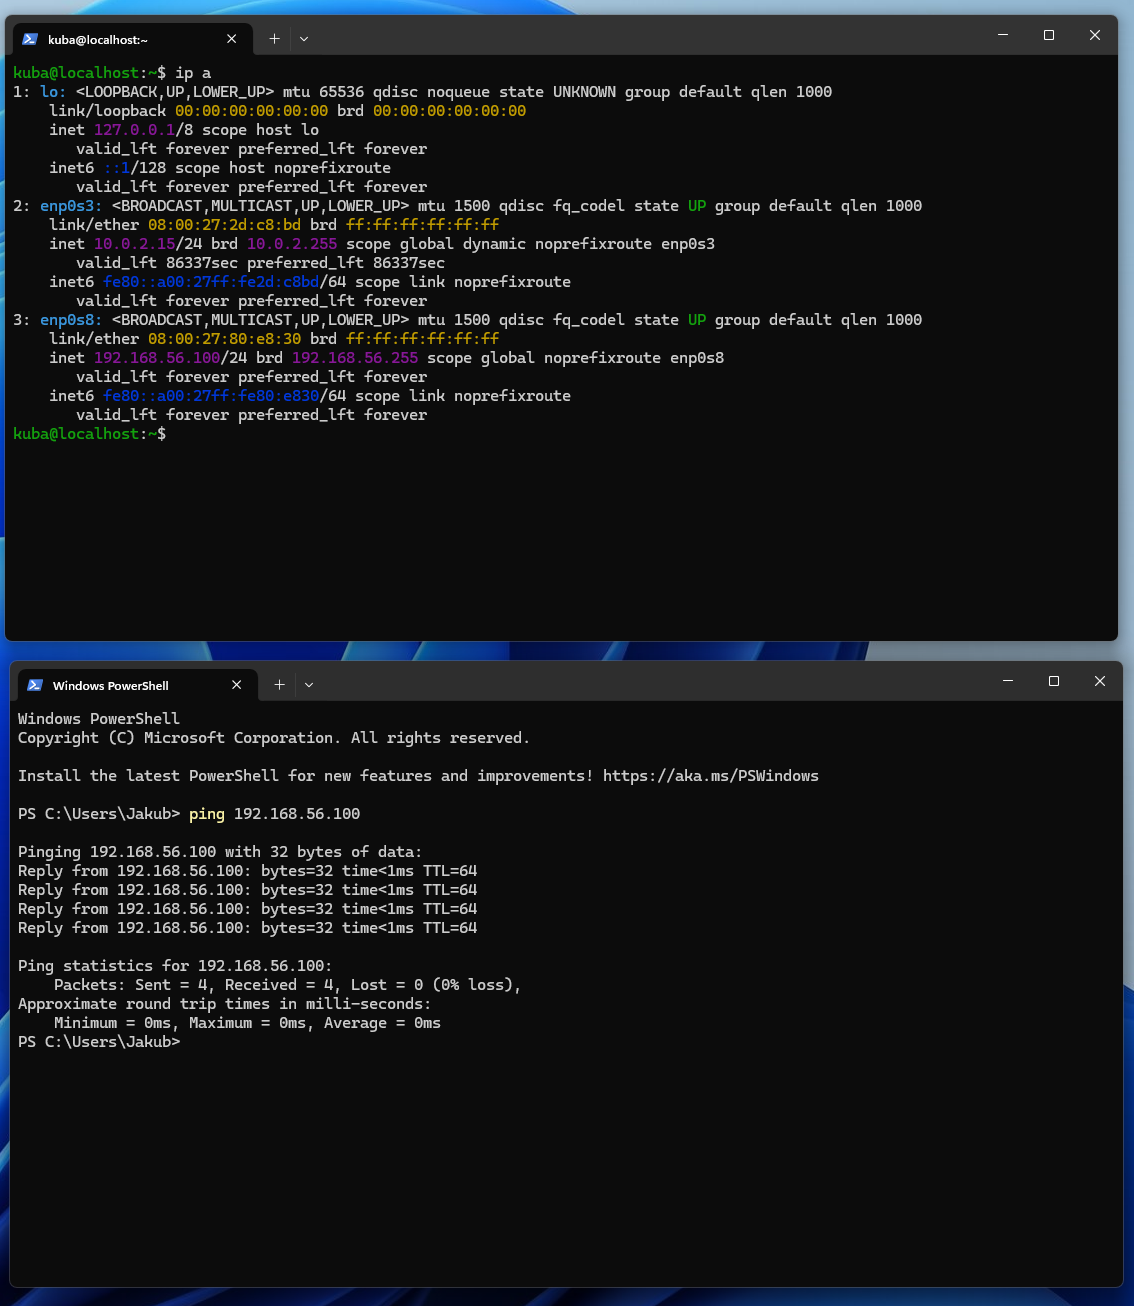 kuba@localhost:~
kuba@localhost:~$ ip a
1: lo: <LOOPBACK,UP,LOWER_UP> mtu 65536 qdisc noqueue state UNKNOWN group default qlen 1000
    link/loopback 00:00:00:00:00:00 brd 00:00:00:00:00:00
    inet 127.0.0.1/8 scope host lo
       valid_lft forever preferred_lft forever
    inet6 ::1/128 scope host noprefixroute
       valid_lft forever preferred_lft forever
2: enp0s3: <BROADCAST,MULTICAST,UP,LOWER_UP> mtu 1500 qdisc fq_codel state UP group default qlen 1000
    link/ether 08:00:27:2d:c8:bd brd ff:ff:ff:ff:ff:ff
    inet 10.0.2.15/24 brd 10.0.2.255 scope global dynamic noprefixroute enp0s3
       valid_lft 86337sec preferred_lft 86337sec
    inet6 fe80::a00:27ff:fe2d:c8bd/64 scope link noprefixroute
       valid_lft forever preferred_lft forever
3: enp0s8: <BROADCAST,MULTICAST,UP,LOWER_UP> mtu 1500 qdisc fq_codel state UP group default qlen 1000
    link/ether 08:00:27:80:e8:30 brd ff:ff:ff:ff:ff:ff
    inet 192.168.56.100/24 brd 192.168.56.255 scope global noprefixroute enp0s8
       valid_lft forever preferred_lft forever
    inet6 fe80::a00:27ff:fe80:e830/64 scope link noprefixroute
       valid_lft forever preferred_lft forever
kuba@localhost:~$
Windows PowerShell
Windows PowerShell
Copyright (C) Microsoft Corporation. All rights reserved.
Install the latest PowerShell for new features and improvements! https://aka.ms/PSWindows
PS C:\Users\Jakub> ping 192.168.56.100
Pinging 192.168.56.100 with 32 bytes of data:
Reply from 192.168.56.100: bytes=32 time<1ms TTL=64
Reply from 192.168.56.100: bytes=32 time<1ms TTL=64
Reply from 192.168.56.100: bytes=32 time<1ms TTL=64
Reply from 192.168.56.100: bytes=32 time<1ms TTL=64
Ping statistics for 192.168.56.100:
    Packets: Sent = 4, Received = 4, Lost = 0 (0% loss),
Approximate round trip times in milli-seconds:
    Minimum = 0ms, Maximum = 0ms, Average = 0ms
PS C:\Users\Jakub>